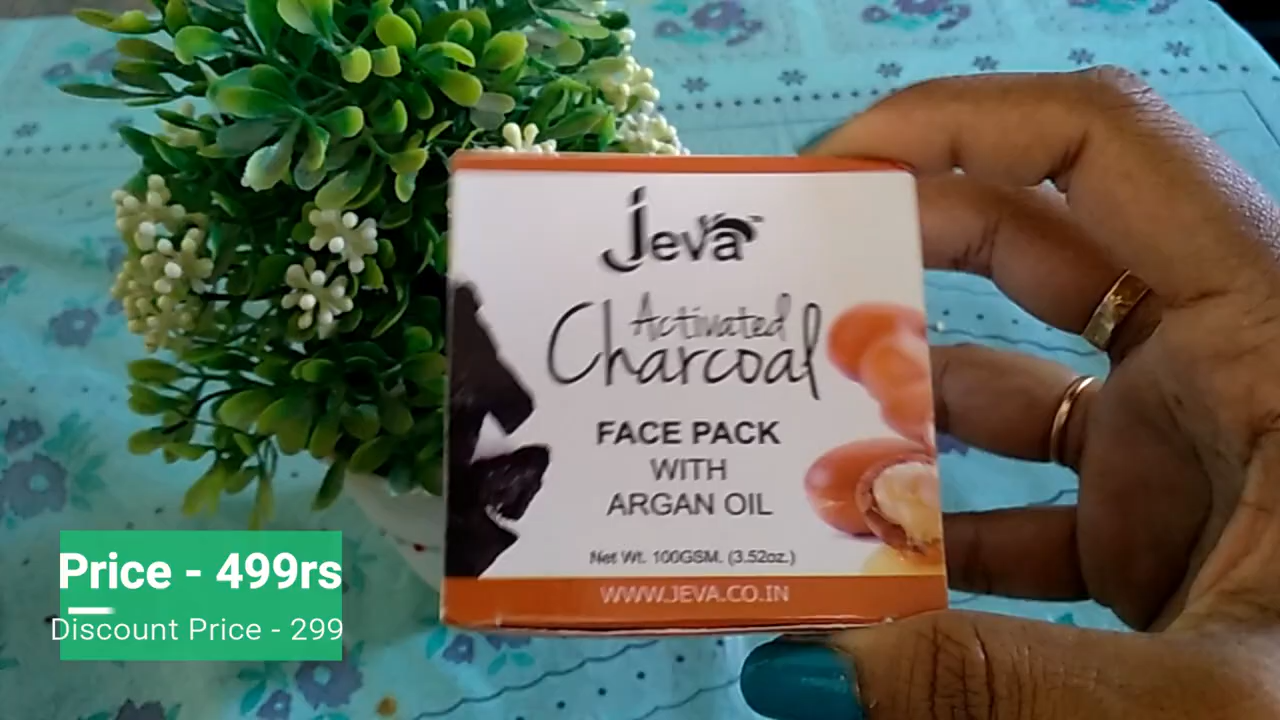 Jeva™
Activated
Charcoal
FACE PACK
WITH
ARGAN OIL
Net Wt. 100GSM. (3.52oz.)
WWW.JEVA.CO.IN
Price - 499rs
Discount Price - 299